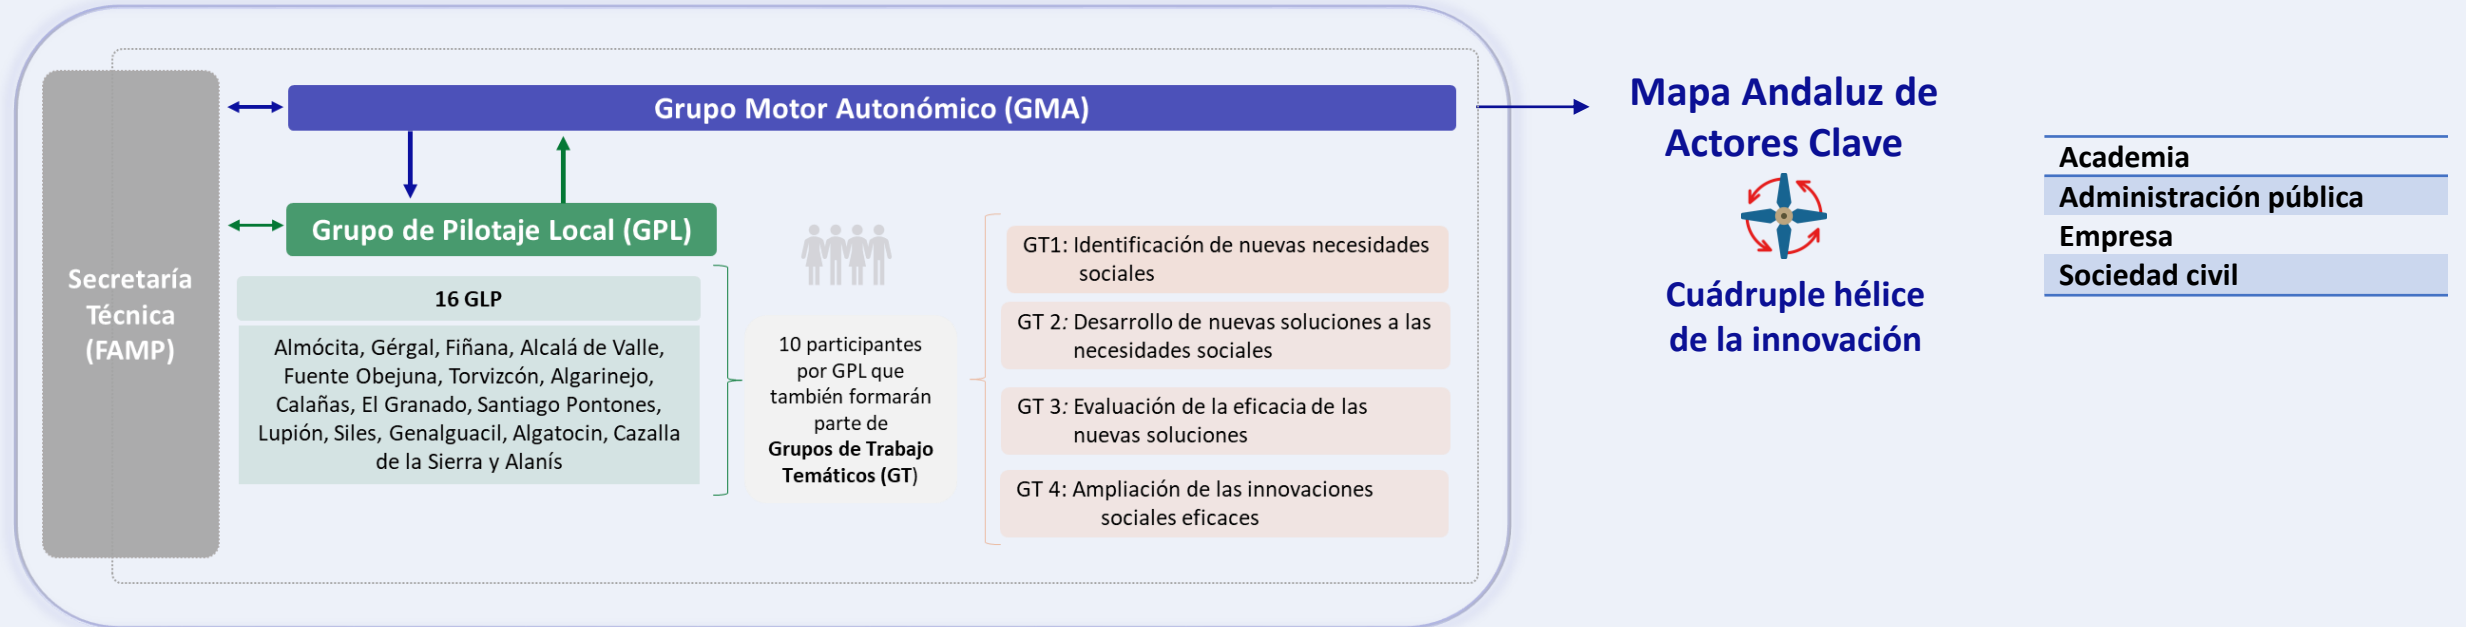 Secretaría
Técnica
(FAMP)
Grupo Motor Autonómico (GMA)
Grupo de Pilotaje Local (GPL)
16 GLP
Almócita, Gérgal, Fiñana, Alcalá de Valle,
Fuente Obejuna, Torvizcón, Algarinejo,
Calañas, El Granado, Santiago Pontones,
Lupión, Siles, Genalguacil, Algatocin, Cazalla
de la Sierra y Alanís
10 participantes
por GPL que
también formarán
parte de
Grupos de Trabajo
Temáticos (GT)
GT1: Identificación de nuevas necesidades
sociales
GT 2: Desarrollo de nuevas soluciones a las
necesidades sociales
GT 3: Evaluación de la eficacia de las
nuevas soluciones
GT 4: Ampliación de las innovaciones
sociales eficaces
Mapa Andaluz de
Actores Clave
Cuádruple hélice
de la innovación
Academia
Administración pública
Empresa
Sociedad civil